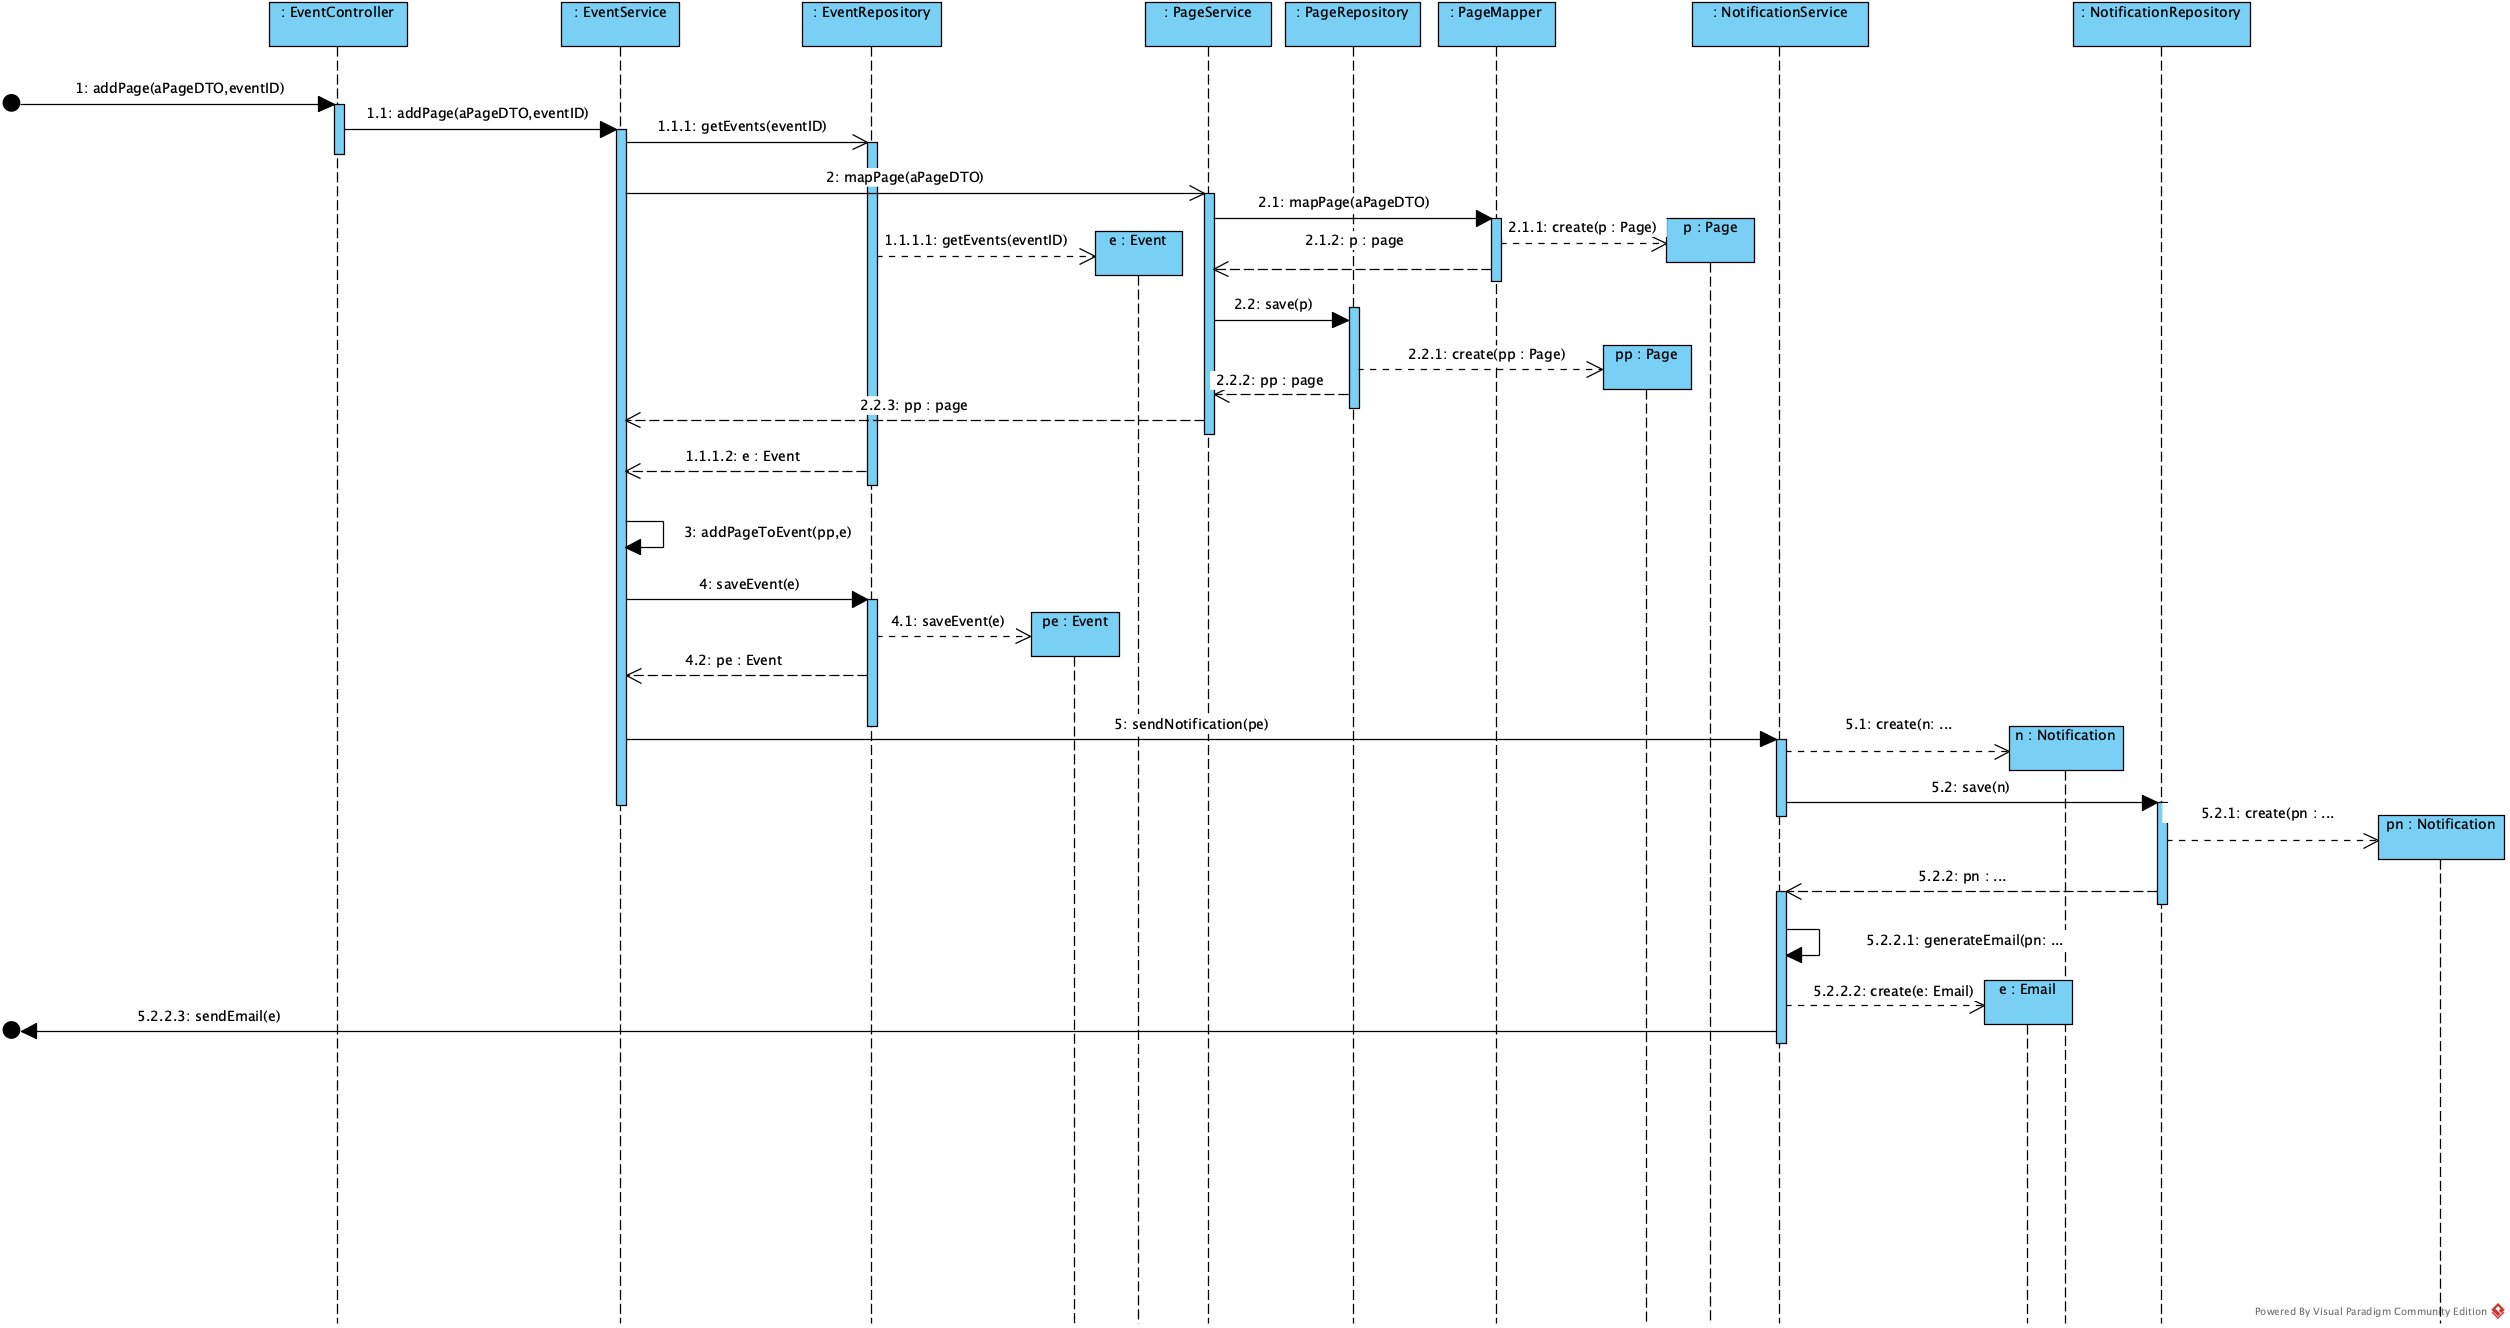 : EventController
: EventService
: EventRepository
: PageService
: PageRepository
: PageMapper
: NotificationService
: NotificationRepository
1: addPage(aPageDTO,eventID)
1.1: addPage(aPageDTO,eventID)
1.1.1: getEvents(eventID)
2: mapPage(aPageDTO)
2.1: mapPage(aPageDTO)
2.1.1: create(p : Page)
p : Page
1.1.1.1: getEvents(eventID)
e : Event
2.1.2: p : page
2.2: save(p)
2.2.1: create(pp : Page)
pp : Page
2.2.2: pp : page
2.2.3: pp : page
1.1.1.2: e : Event
3: addPageToEvent(pp,e)
4: saveEvent(e)
4.1: saveEvent(e)
pe : Event
4.2: pe : Event
5: sendNotification(pe)
5.1: create(n: ...
n : Notification
5.2: save(n)
5.2.1: create(pn : ...
pn : Notification
5.2.2: pn : ...
5.2.2.1: generateEmail(pn: ...
5.2.2.2: create(e: Email)
e : Email
5.2.2.3: sendEmail(e)
Powered By Visual Paradigm Community Edition